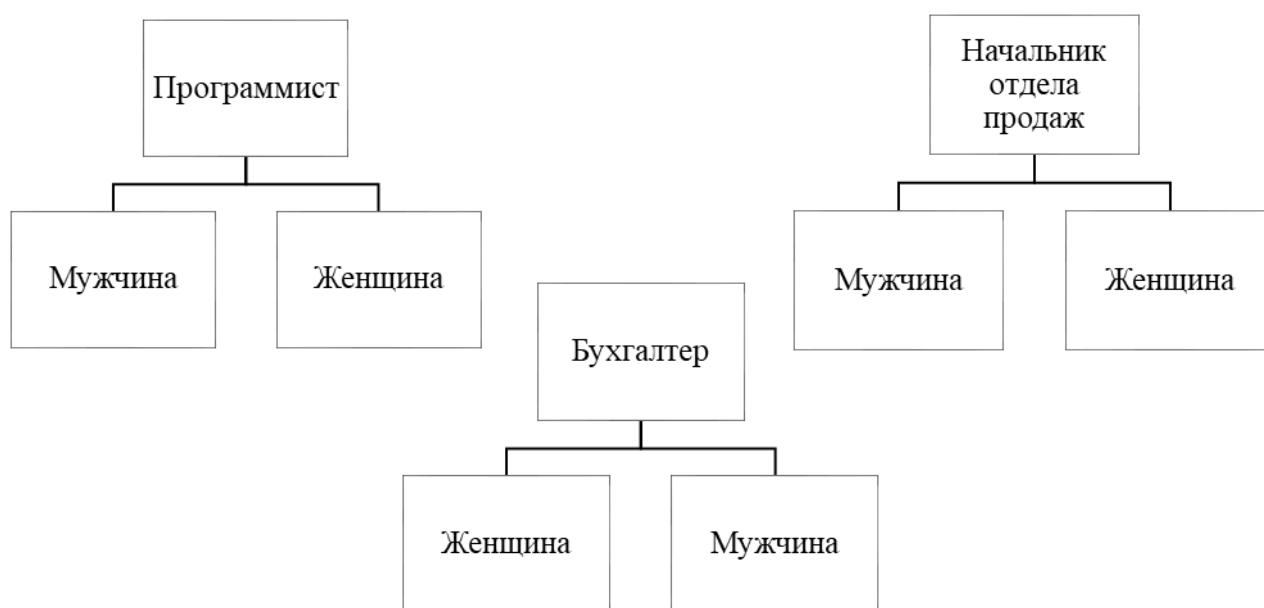 Программист
Мужчина
Женщина
Начальник
отдела
продаж
Мужчина
Женщина
Бухгалтер
Женщина
Мужчина